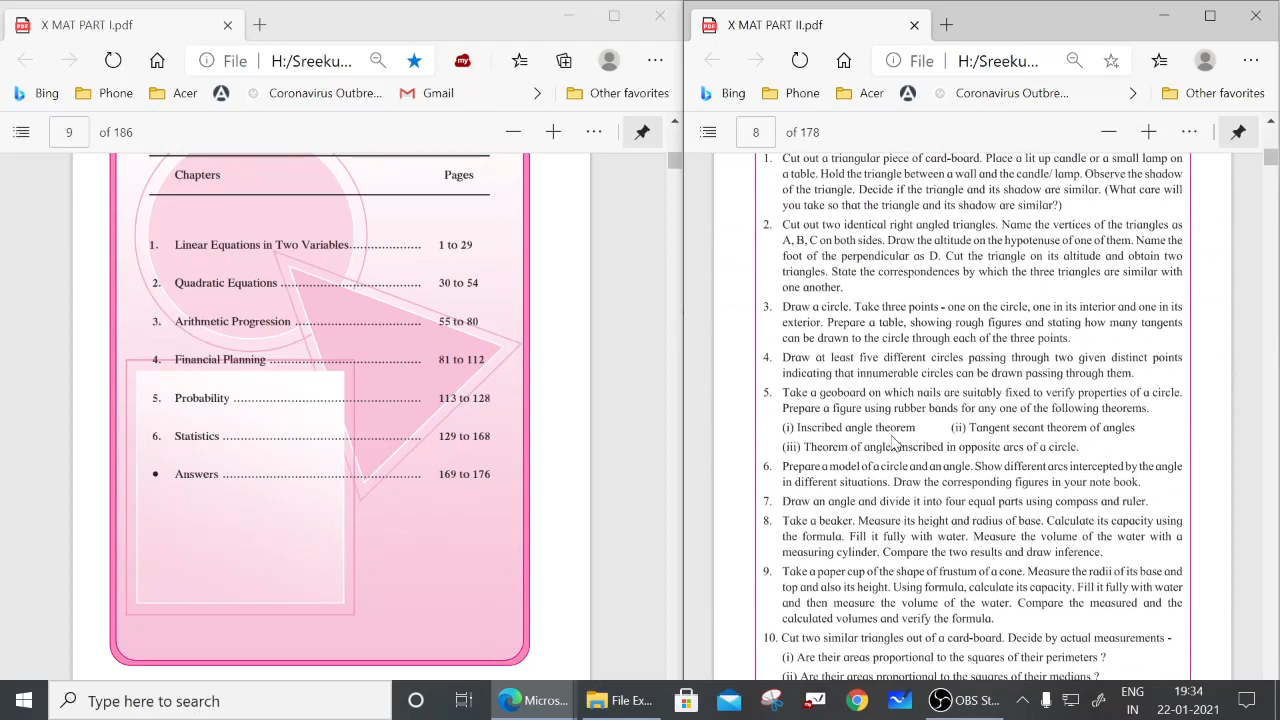 X MAT PART I.pdf
File H:/Sreeku...
Bing Phone Acer Coronavirus Outbre... Gmail Other favorites
9 of 186
Chapters Pages
1. Linear Equations in Two Variables..................... 1 to 29
2. Quadratic Equations ......................................... 30 to 54
3. Arithmetic Progression ..................................... 55 to 80
4. Financial Planning ............................................ 81 to 112
5. Probability ........................................................ 113 to 128
6. Statistics ........................................................... 129 to 168
• Answers ............................................................ 169 to 176
X MAT PART II.pdf
File H:/Sreeku...
Bing Phone Acer Coronavirus Outbre... Other favorites
8 of 178
1. Cut out a triangular piece of card-board. Place a lit up candle or a small lamp on
a table. Hold the triangle between a wall and the candle/ lamp. Observe the shadow
of the triangle. Decide if the triangle and its shadow are similar. (What care will
you take so that the triangle and its shadow are similar?)
2. Cut out two identical right angled triangles. Name the vertices of the triangles as
A, B, C on both sides. Draw the altitude on the hypotenuse of one of them. Name the
foot of the perpendicular as D. Cut the triangle on its altitude and obtain two
triangles. State the correspondences by which the three triangles are similar with
one another.
3. Draw a circle. Take three points - one on the circle, one in its interior and one in its
exterior. Prepare a table, showing rough figures and stating how many tangents
can be drawn to the circle through each of the three points.
4. Draw at least five different circles passing through two given distinct points
indicating that innumerable circles can be drawn passing through them.
5. Take a geoboard on which nails are suitably fixed to verify properties of a circle.
Prepare a figure using rubber bands for any one of the following theorems.
(i) Inscribed angle theorem (ii) Tangent secant theorem of angles
(iii) Theorem of angle inscribed in opposite arcs of a circle.
6. Prepare a model of a circle and an angle. Show different arcs intercepted by the angle
in different situations. Draw the corresponding figures in your note book.
7. Draw an angle and divide it into four equal parts using compass and ruler.
8. Take a beaker. Measure its height and radius of base. Calculate its capacity using
the formula. Fill it fully with water. Measure the volume of the water with a
measuring cylinder. Compare the two results and draw inference.
9. Take a paper cup of the shape of frustum of a cone. Measure the radii of its base and
top and also its height. Using formula, calculate its capacity. Fill it fully with water
and then measure the volume of the water. Compare the measured and the
calculated volumes and verify the formula.
10. Cut two similar triangles out of a card-board. Decide by actual measurements -
(i) Are their areas proportional to the squares of their perimeters ?
(ii) Are their areas proportional to the squares of their medians ?
Type here to search
Micros... File Ex... OBS St...
ENG 19:34
IN 22-01-2021